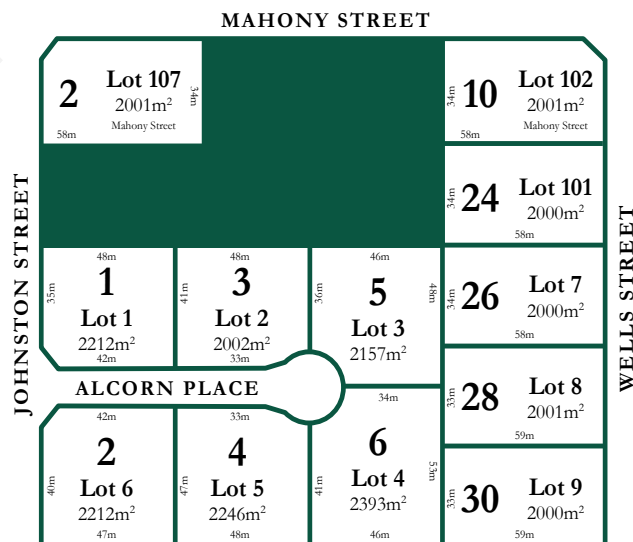 MAHONY STREET
2
Lot 107
2001m²
Mahony Street
34m
58m
34m
10
Lot 102
2001m²
Mahony Street
58m
34m
24
Lot 101
2000m²
58m
JOHNSTON STREET
WELLS STREET
48m
35m
1
Lot 1
2212m²
42m
48m
41m
3
Lot 2
2002m²
33m
46m
36m
5
48m
Lot 3
2157m²
34m
26
Lot 7
2000m²
58m
ALCORN PLACE
34m
33m
28
Lot 8
2001m²
59m
42m
40m
2
Lot 6
2212m²
47m
33m
47m
4
Lot 5
2246m²
48m
41m
6
53m
Lot 4
2393m²
46m
33m
30
Lot 9
2000m²
59m